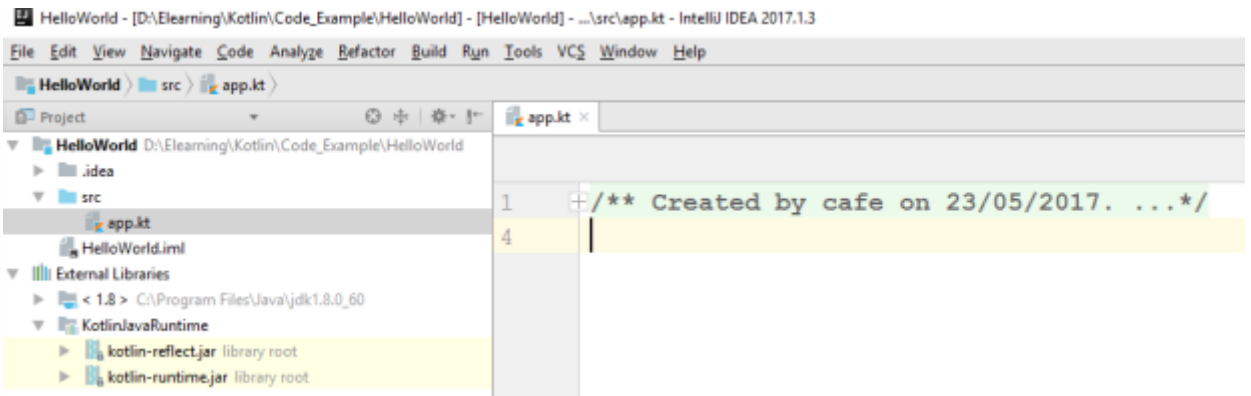 HelloWorld - [D:\Elearning\Kotlin\Code_Example\HelloWorld] - [HelloWorld] - ...\src\app.kt - IntelliJ IDEA 2017.1.3
File Edit View Navigate Code Analyze Refactor Build Run Tools VCS Window Help
HelloWorld src app.kt
Project
app.kt
HelloWorld D:\Elearning\Kotlin\Code_Example\HelloWorld
.idea
src
app.kt
HelloWorld.iml
External Libraries
< 1.8 > C:\Program Files\Java\jdk1.8.0_60
KotlinJavaRuntime
kotlin-reflect.jar library root
kotlin-runtime.jar library root
1 /** Created by cafe on 23/05/2017. ...*/
4